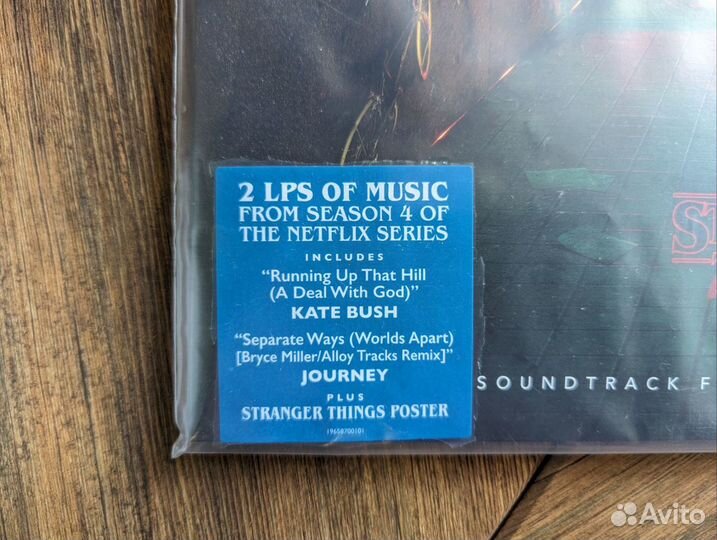 2 LPS OF MUSIC
FROM SEASON 4 OF
THE NETFLIX SERIES
INCLUDES
“Running Up That Hill
(A Deal With God)”
KATE BUSH
“Separate Ways (Worlds Apart)
[Bryce Miller/Alloy Tracks Remix]”
JOURNEY
PLUS
STRANGER THINGS POSTER
19658700101
SOUNDTRACK F
Avito